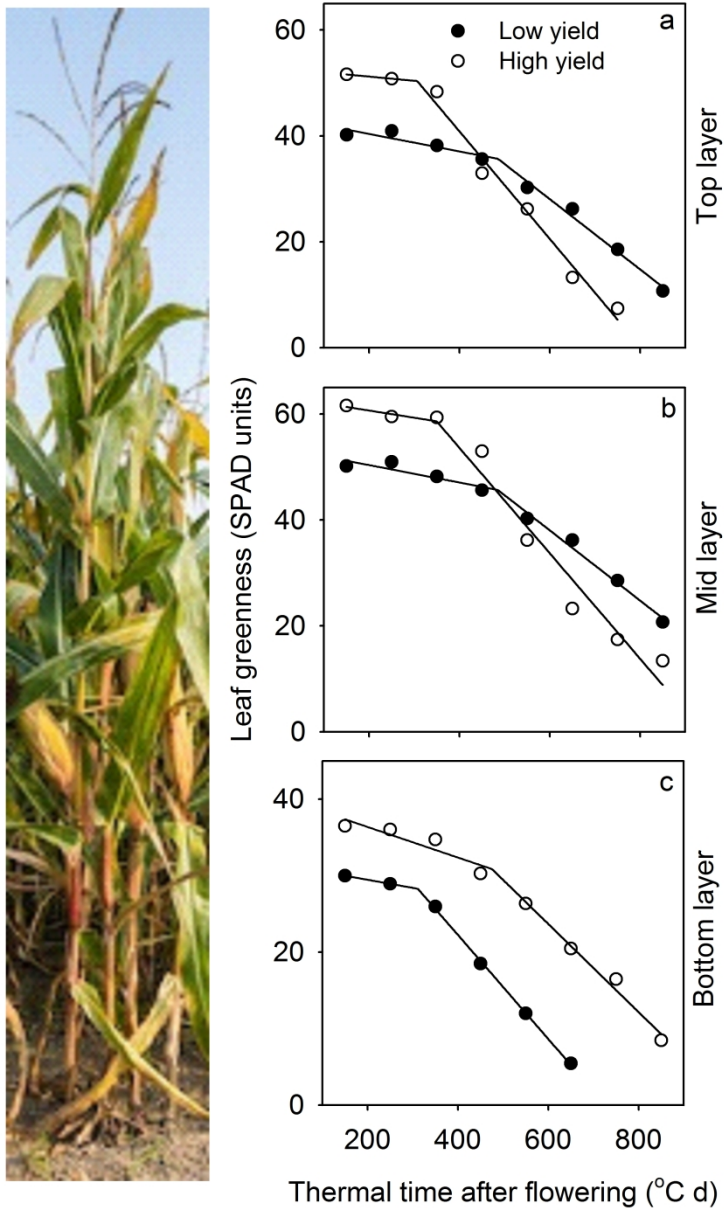 a
Low yield
High yield
60
40
20
0
Top layer
b
60
40
20
0
Mid layer
Leaf greenness (SPAD units)
c
40
20
0
Bottom layer
200 400 600 800
Thermal time after flowering (°C d)